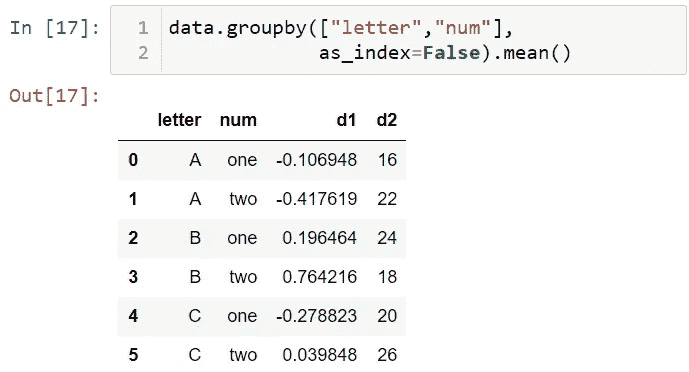 In [17]: 1 data.groupby(["letter","num"],
2 as_index=False).mean()
Out[17]:
letter num d1 d2
0 A one -0.106948 16
1 A two -0.417619 22
2 B one 0.196464 24
3 B two 0.764216 18
4 C one -0.278823 20
5 C two 0.039848 26